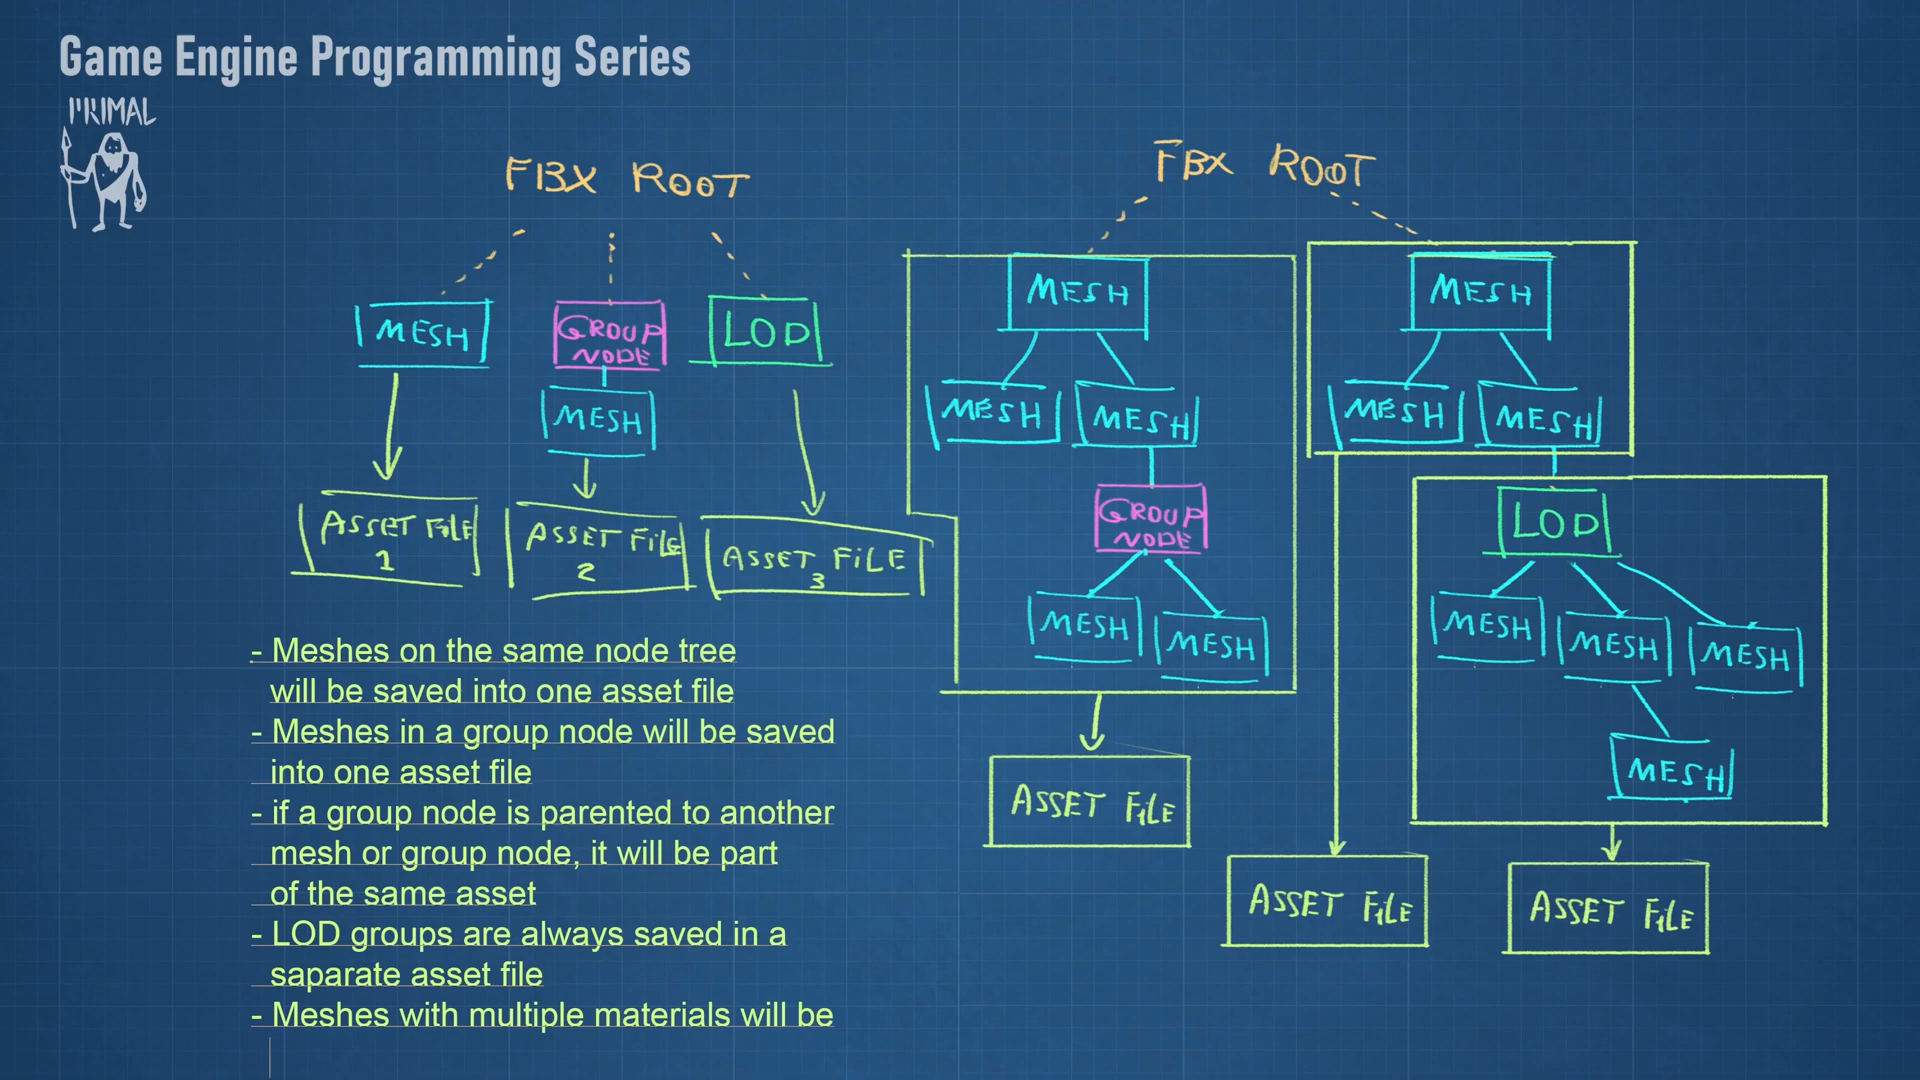 Game Engine Programming Series
PRIMAL
FBX ROOT
MESH
GROUP
NODE
LOD
MESH
ASSET FILE
1
ASSET FILE
2
ASSET FILE
3
- Meshes on the same node tree
will be saved into one asset file
- Meshes in a group node will be saved
into one asset file
- if a group node is parented to another
mesh or group node, it will be part
of the same asset
- LOD groups are always saved in a
saparate asset file
- Meshes with multiple materials will be
FBX ROOT
MESH
MESH
MESH
GROUP
NODE
MESH
MESH
ASSET FILE
MESH
MESH
MESH
LOD
MESH
MESH
MESH
MESH
ASSET FILE
ASSET FILE